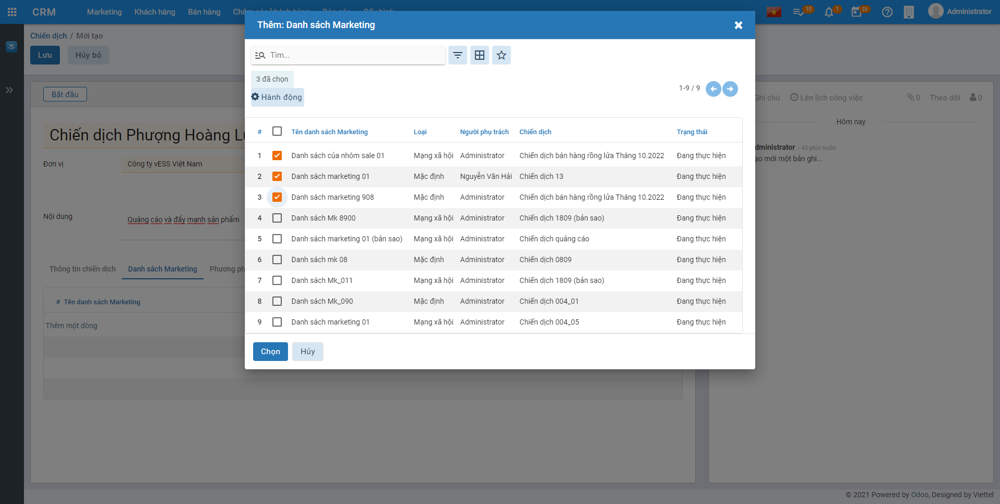 CRM Marketing Khách hàng Bán hàng
10 1 23 Administrator
Thêm: Danh sách Marketing
Chiến dịch / Mới tạo
Lưu Hủy bỏ
Tìm...
3 đã chọn
Hành động
1-9 / 9
Bắt đầu
Ghi chú Lên lịch công việc 0 Theo dõi 0
Hôm nay
Chiến dịch Phượng Hoàng
Đơn vị Công ty vESS Việt Nam
Nội dung Quảng cáo và đẩy mạnh sản phẩm
- 43 phút trước
mới một bản ghi...
# Tên danh sách Marketing Loại Người phụ trách Chiến dịch Trạng thái
1 Danh sách của nhóm sale 01 Mạng xã hội Administrator Chiến dịch bán hàng rồng lửa Tháng 10.2022 Đang thực hiện
2 Danh sách marketing 01 Mặc định Nguyễn Văn Hải Chiến dịch 13 Đang thực hiện
3 Danh sách marketing 908 Mặc định Administrator Chiến dịch bán hàng rồng lửa Tháng 10.2022 Đang thực hiện
4 Danh sách Mk 8900 Mạng xã hội Administrator Chiến dịch 1809 (bản sao) Đang thực hiện
5 Danh sách marketing 01 (bản sao) Mạng xã hội Administrator Chiến dịch quảng cáo Đang thực hiện
6 Danh sách mk 08 Mặc định Administrator Chiến dịch 0809 Đang thực hiện
7 Danh sách Mk_011 Mạng xã hội Administrator Chiến dịch 1809 (bản sao) Đang thực hiện
8 Danh sách Mk_090 Mặc định Administrator Chiến dịch 004_01 Đang thực hiện
9 Danh sách marketing 01 Mạng xã hội Administrator Chiến dịch 004_05 Đang thực hiện
Chọn Hủy
Thông tin chiến dịch Danh sách Marketing Phương
# Tên danh sách Marketing
Thêm một dòng
© 2021 Powered by Odoo, Designed by Viettel